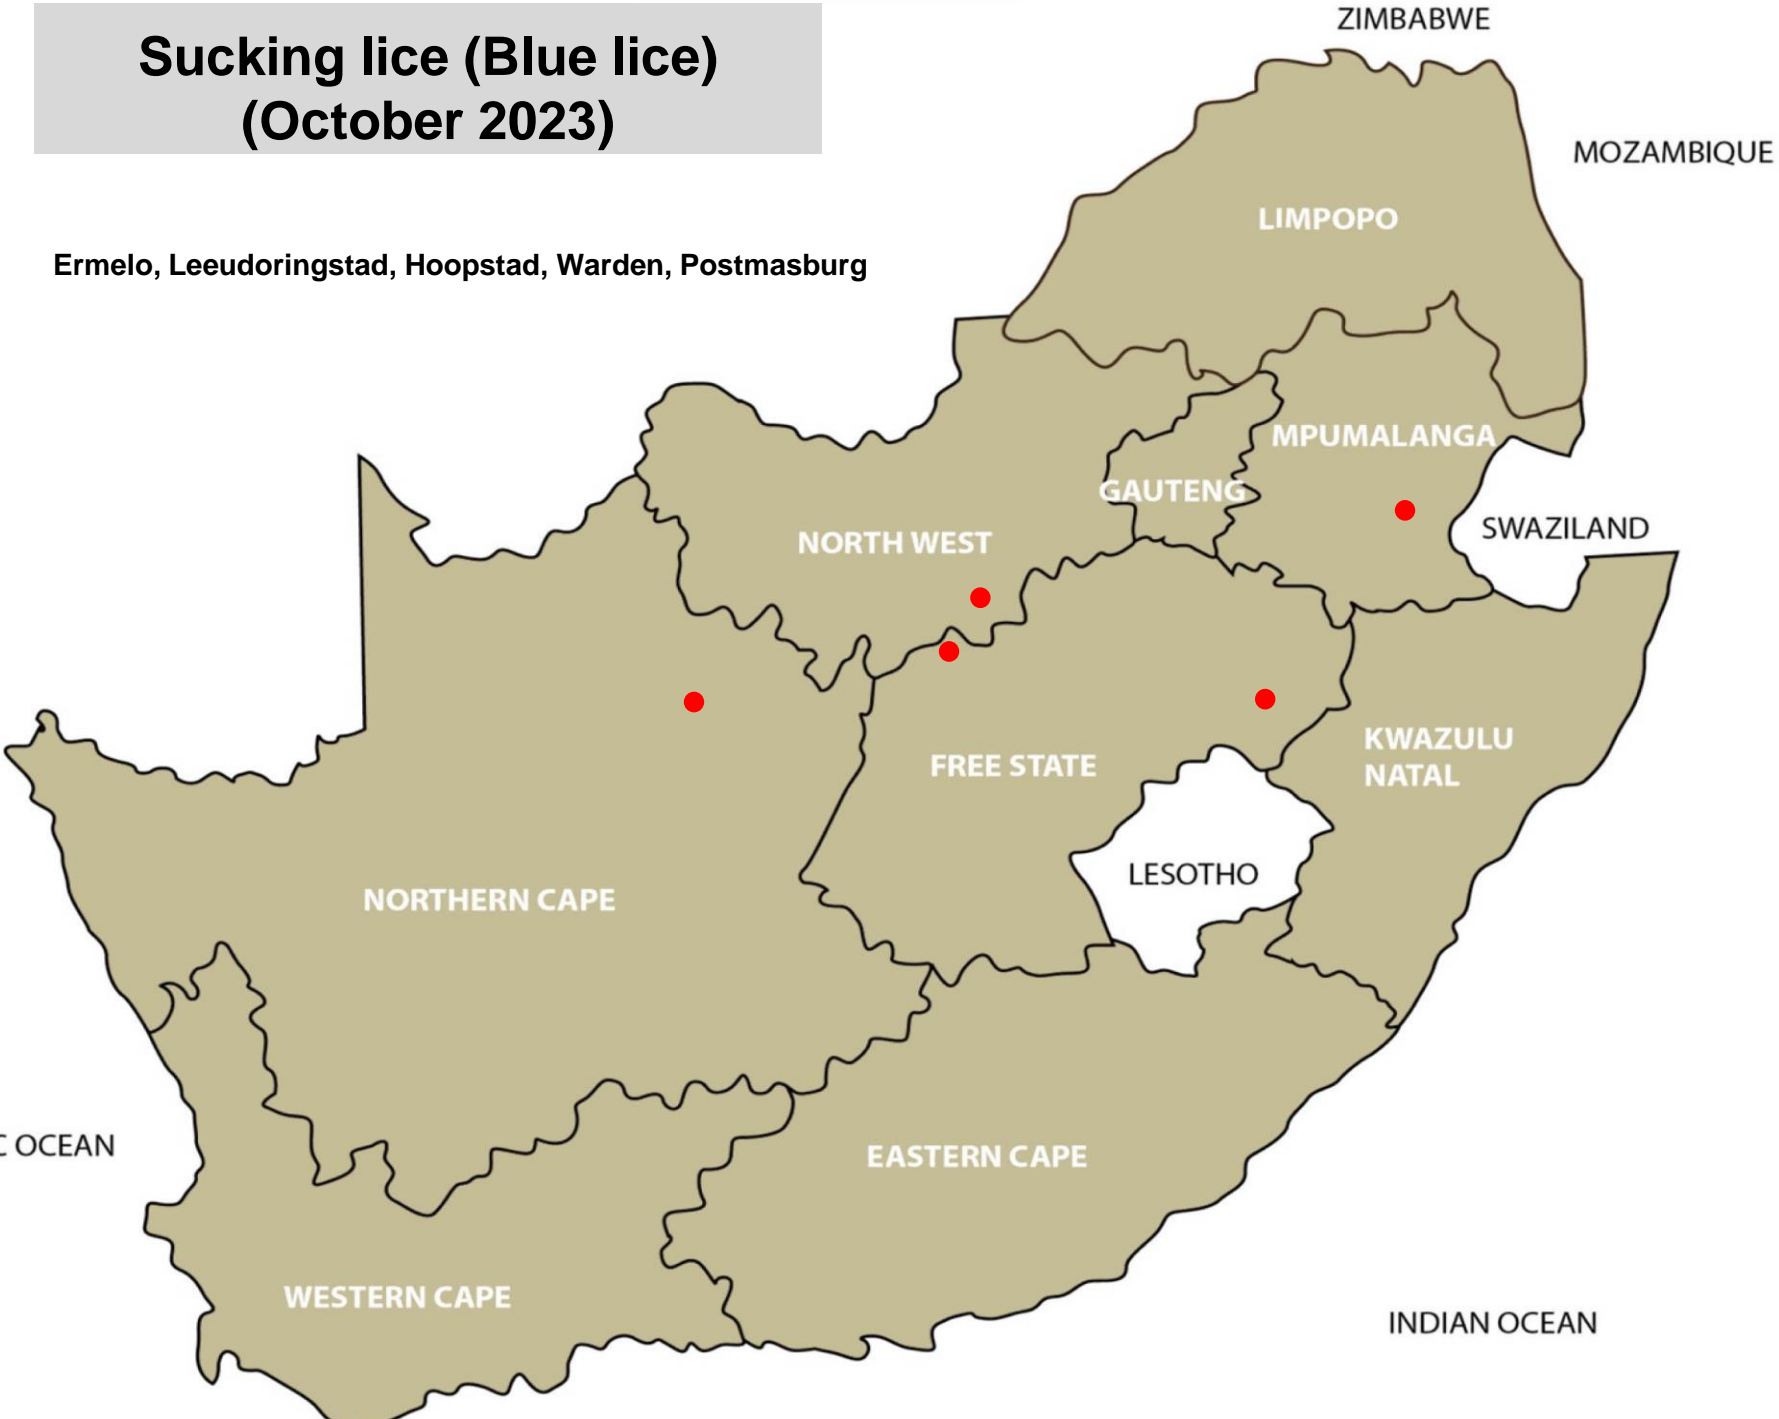 Sucking lice (Blue lice)
(October 2023)
Ermelo, Leeudoringstad, Hoopstad, Warden, Postmasburg
ZIMBABWE
MOZAMBIQUE
LIMPOPO
MPUMALANGA
GAUTENG
SWAZILAND
NORTH WEST
KWAZULU
NATAL
FREE STATE
LESOTHO
NORTHERN CAPE
C OCEAN
EASTERN CAPE
WESTERN CAPE
INDIAN OCEAN